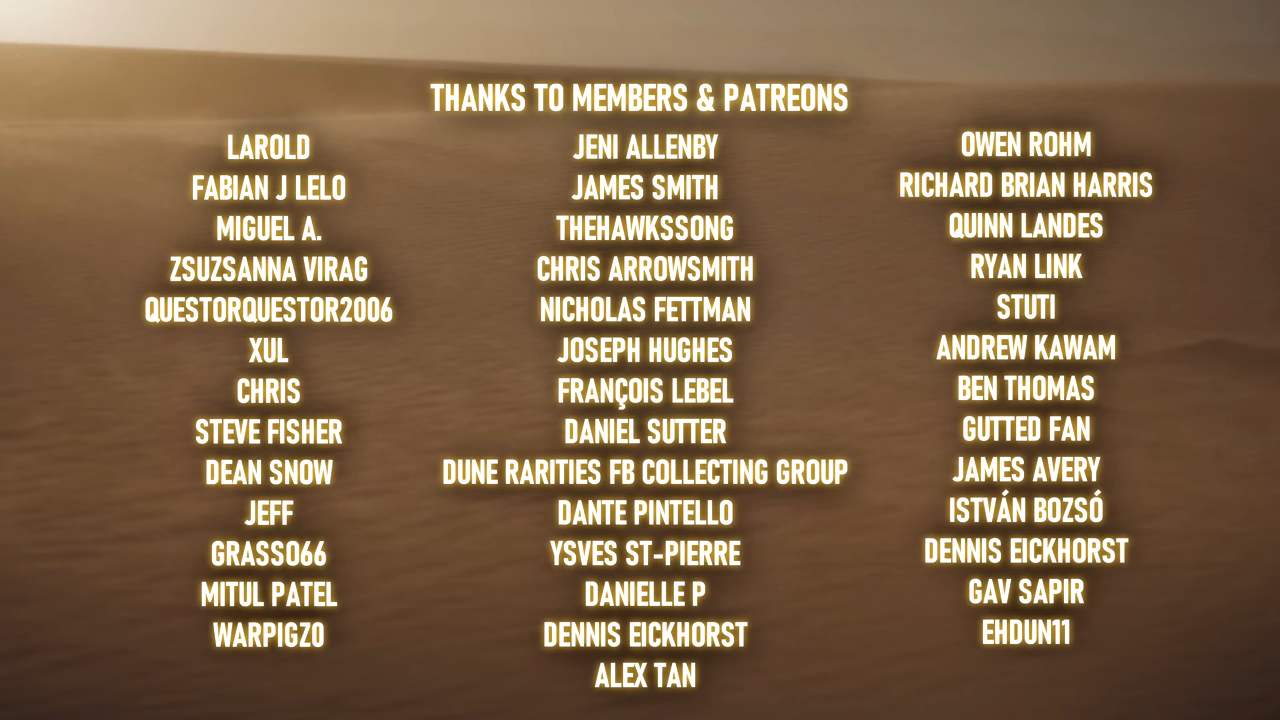 THANKS TO MEMBERS & PATREONS
LAROLD
FABIAN J LELO
MIGUEL A.
ZSUZSANNA VIRAG
QUESTORQUESTOR2006
XUL
CHRIS
STEVE FISHER
DEAN SNOW
JEFF
GRASSO66
MITUL PATEL
WARPIGZO
JENI ALLENBY
JAMES SMITH
THEHAWKSSONG
CHRIS ARROWSMITH
NICHOLAS FETTMAN
JOSEPH HUGHES
FRANÇOIS LEBEL
DANIEL SUTTER
DUNE RARITIES FB COLLECTING GROUP
DANTE PINTELLO
YSVES ST-PIERRE
DANIELLE P
DENNIS EICKHORST
ALEX TAN
OWEN ROHM
RICHARD BRIAN HARRIS
QUINN LANDES
RYAN LINK
STUTI
ANDREW KAWAM
BEN THOMAS
GUTTED FAN
JAMES AVERY
ISTVÁN BOZSÓ
DENNIS EICKHORST
GAV SAPIR
EHDUN11